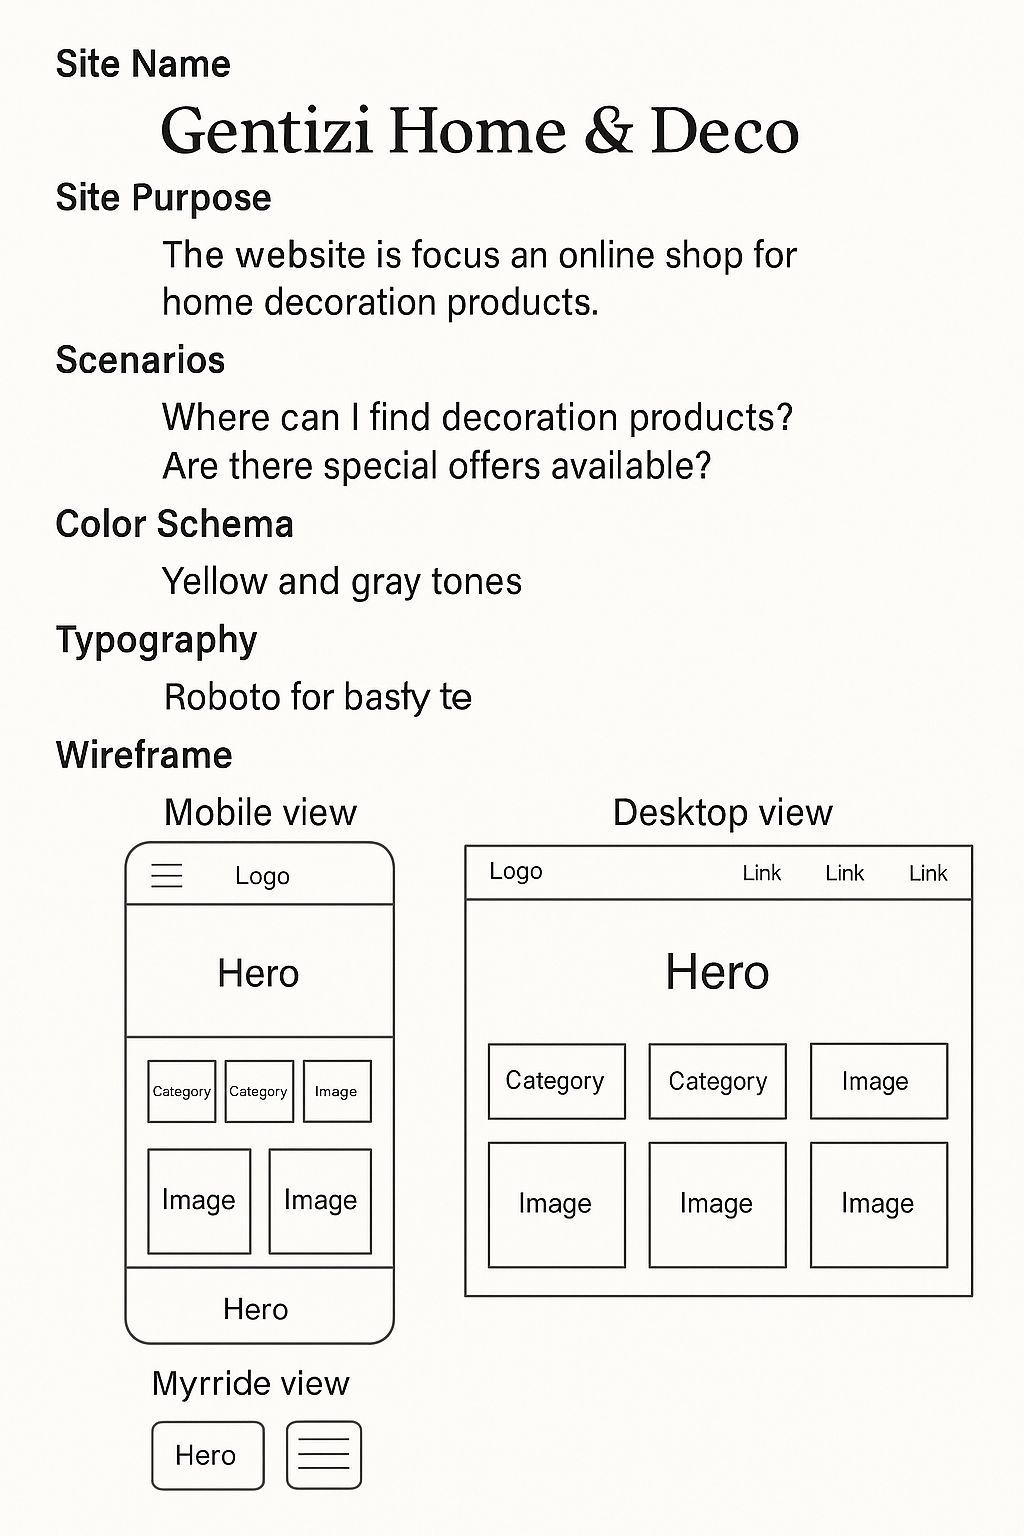 Site Name
Gentizi Home & Deco
Site Purpose
The website is focus an online shop for
home decoration products.
Scenarios
Where can I find decoration products?
Are there special offers available?
Color Schema
Yellow and gray tones
Typography
Roboto for te
Wireframe
Mobile view
Logo
Hero
Category Category Image
Image Image
Hero
Desktop view
Logo Link Link Link
Hero
Category Category Image
Image Image Image
Myrride view
Hero